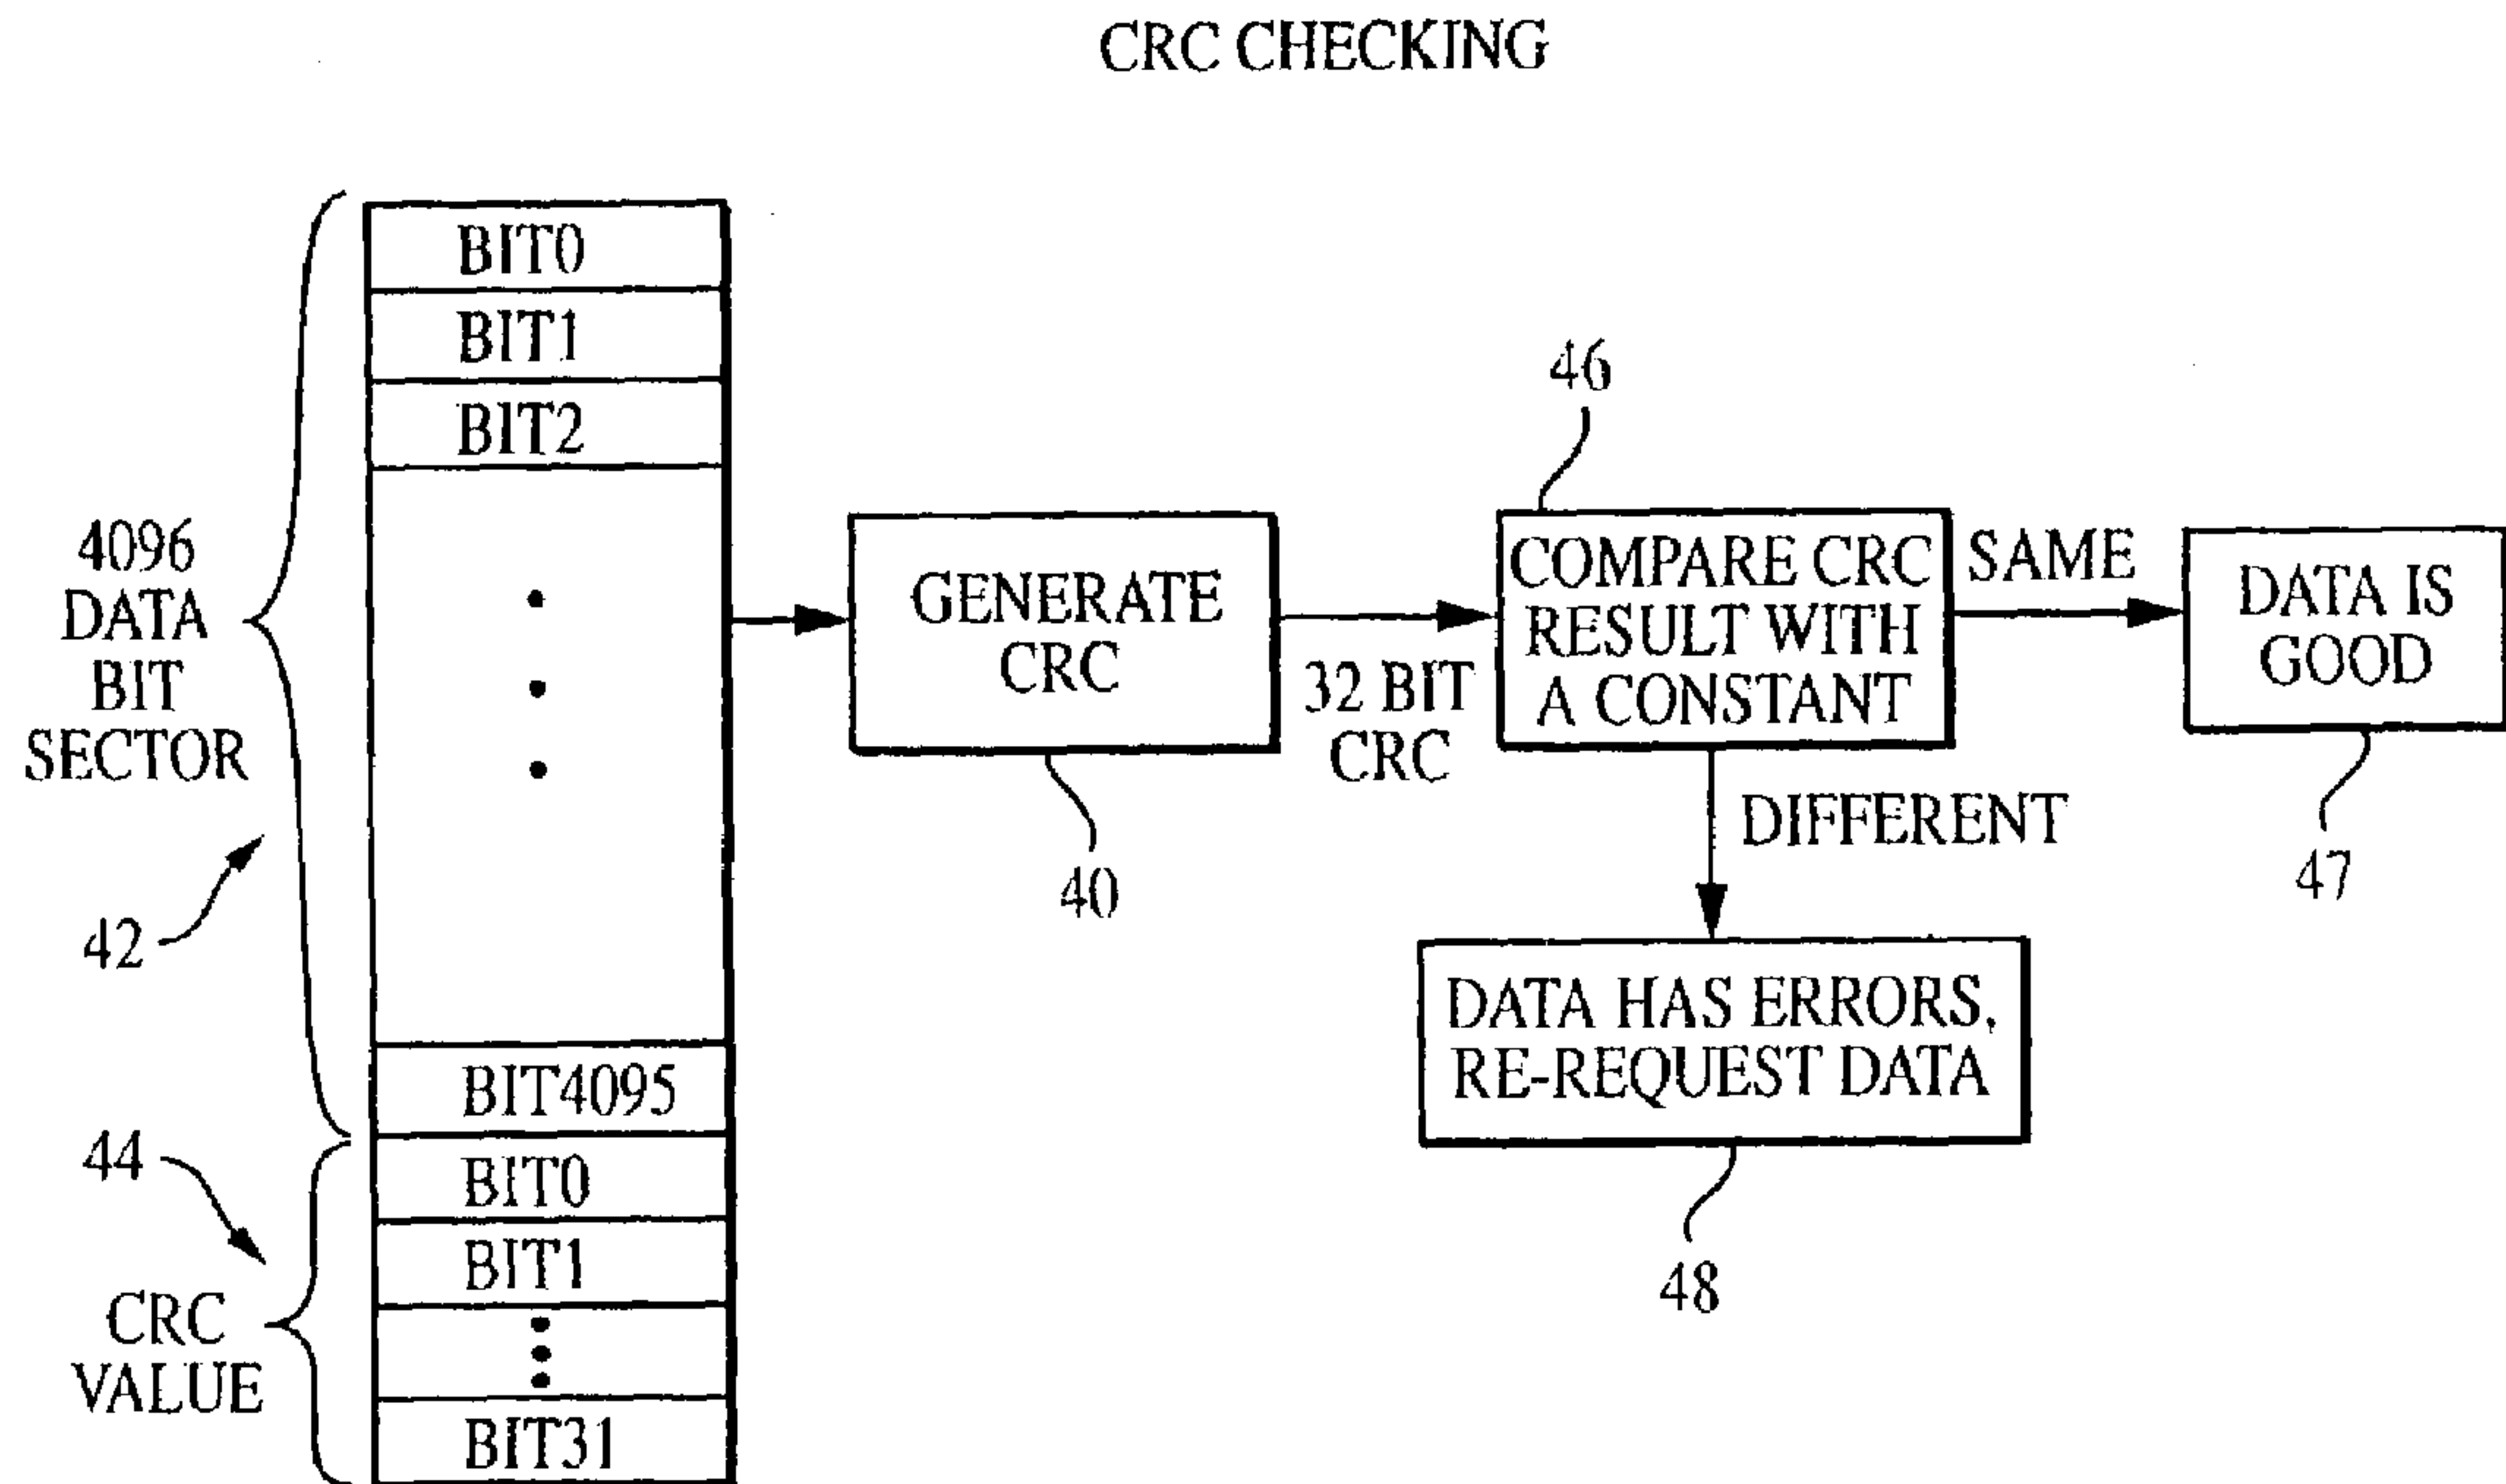 CRC CHECKING
BIT0
BIT1
BIT2
4096
DATA
BIT
SECTOR
42
BIT4095
44
BIT0
BIT1
CRC
VALUE
BIT31
GENERATE
CRC
40
32 BIT
CRC
46
COMPARE CRC
RESULT WITH
A CONSTANT
SAME
DATA IS
GOOD
47
DIFFERENT
DATA HAS ERRORS,
RE-REQUEST DATA
48